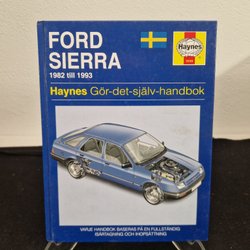 FORD
SIERRA
1982 till 1993
Haynes
Haynes Gör-det-själv-handbok
VARJE HANDBOK BASERAS PÅ EN FULLSTÄNDIG
ISÄRTAGNING OCH IHOPSÄTTNING